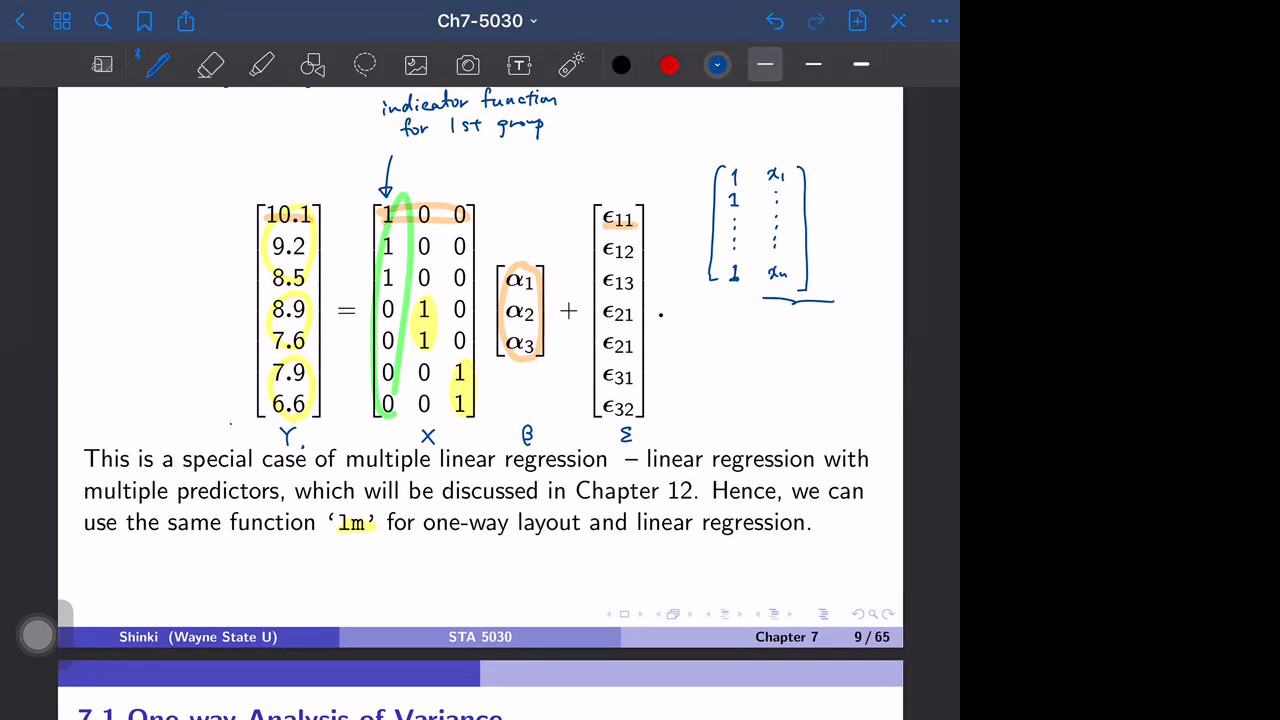 Ch7-5030
indicator function
for 1st group
10.1 1 0 0 ϵ11
9.2 1 0 0 ϵ12
8.5 1 0 0 α1 ϵ13
8.9 = 0 1 0 α2 + ϵ21 .
7.6 0 1 0 α3 ϵ21
7.9 0 0 1 ϵ31
6.6 0 0 1 ϵ32
1 x1
1 :
: :
: :
1 xn
Y X β Σ
This is a special case of multiple linear regression – linear regression with
multiple predictors, which will be discussed in Chapter 12. Hence, we can
use the same function ‘lm’ for one-way layout and linear regression.
Shinki (Wayne State U) STA 5030 Chapter 7 9 / 65
7.1 One-way Analysis of Variance